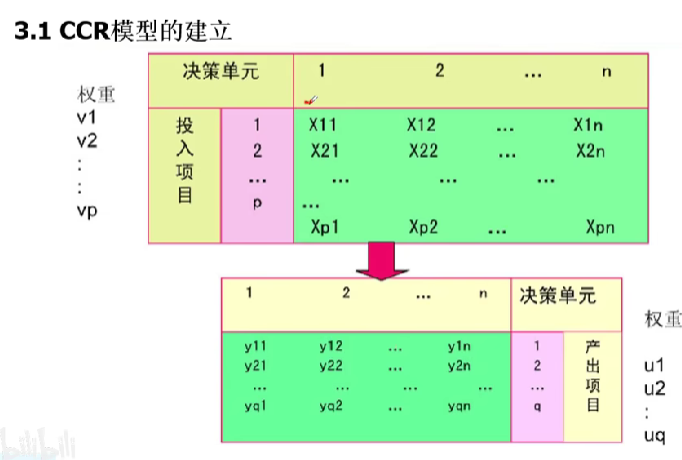 3.1 CCR模型的建立
决策单元 1 2 … n
权重
v1
v2
:
:
vp
投入项目
1 X11 X12 … X1n
2 X21 X22 … X2n
… … … …
p …
Xp1 Xp2 … Xpn
1 2 … n 决策单元
权重
y11 y12 … y1n 1
y21 y22 … y2n 2
… … … … …
yq1 yq2 … yqn q
产出项目
u1
u2
:
uq
bilibili